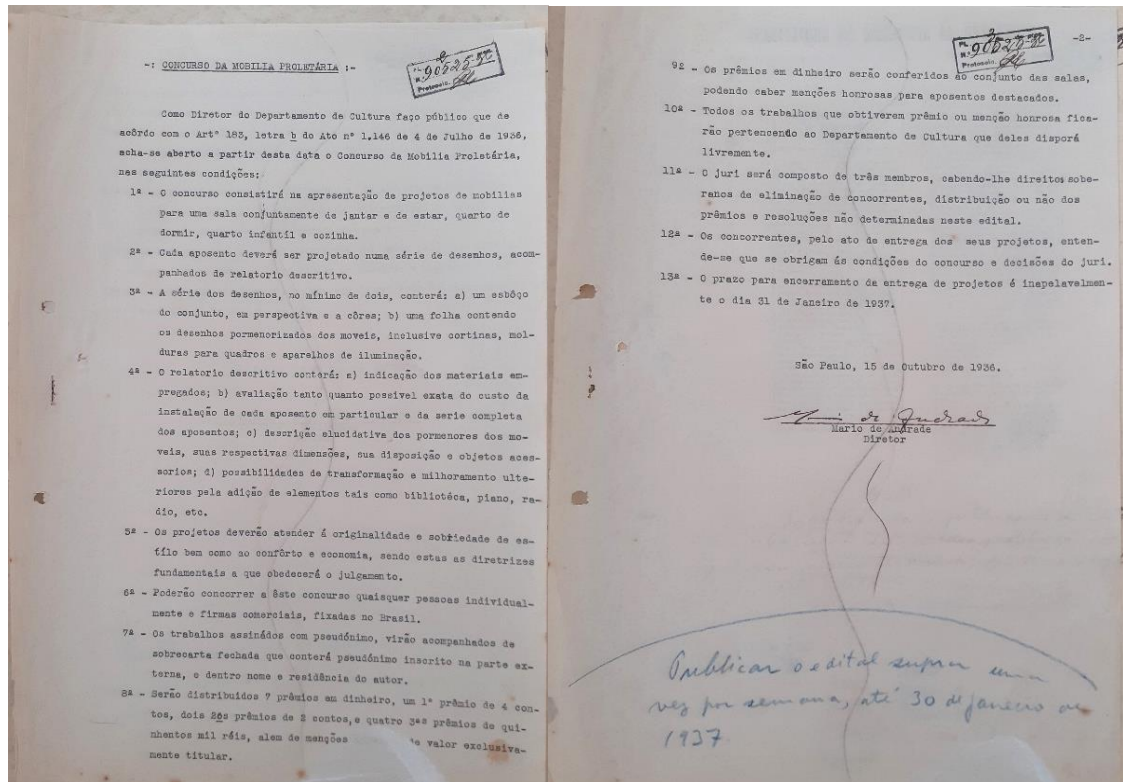 -: CONCURSO DA MOBILIA PROLETÁRIA :-
Como Diretor do Departamento de Cultura faço público que de
acôrdo com o Artº 183, letra b do Ato nº 1,146 de 4 de Julho de 1936,
acha-se aberto a partir desta data o Concurso da Mobilia Proletária,
nas seguintes condições:
1ª - O concurso consistirá na apresentação de projetos de mobilias
para uma sala conjuntamente de jantar e de estar, quarto de
dormir, quarto infantil e cozinha.
2ª - Cada aposento deverá ser projetado numa série de desenhos, acom-
panhados de relatorio descritivo.
3ª - A série dos desenhos, no mínimo de dois, conterá: a) um esbôço
do conjunto, em perspectiva e a côres; b) uma folha contendo
os desenhos pormenorizados dos moveis, inclusive cortinas, mol-
duras para quadros e aparelhos de iluminação.
4ª - O relatorio descritivo conterá: a) indicação dos materiais em-
pregados; b) avaliação tanto quanto possivel exata do custo da
instalação de cada aposento em particular e da serie completa
dos aposentos; c) descrição elucidativa dos pormenores dos mo-
veis, suas respectivas dimensões, sua disposição e objetos aces-
sorios; d) possibilidades de transformação e milhoramento ulte-
riores pela adição de elementos tais como bibliotéca, piano, ra-
dio, etc.
5ª - Os projetos deverão atender á originalidade e sobriedade de es-
tílo bem como ao confôrto e economia, sendo estas as diretrizes
fundamentais a que obedecerá o julgamento.
6ª - Poderão concorrer a êste concurso quaisquer pessoas individual-
mente e firmas comerciais, fixadas no Brasil.
7ª - Os trabalhos assinádos com pseudónimo, virão acompanhados de
sobrecarta fechada que conterá pseudónimo inscrito na parte ex-
terna, e dentro nome e residência do autor.
8ª - Serão distribuidos 7 prêmios em dinheiro, um 1º prêmio de 4 con-
tos, dois 2ºs prêmios de 2 contos, e quatro 3ºs prêmios de qui-
nhentos mil réis, alem de menções de valor exclusiva-
mente titular.
Nº 90525
Protocolo
-2-
Nº 90525
Protocolo
9ª - Os prêmios em dinheiro serão conferidos ao conjunto das salas,
podendo caber menções honrosas para aposentos destacados.
10ª - Todos os trabalhos que obtiverem prêmio ou menção honrosa fica-
rão pertencendo ao Departamento de Cultura que deles disporá
livremente.
11ª - O juri será composto de três membros, cabendo-lhe direitos sobe-
ranos de eliminação de concorrentes, distribuição ou não dos
prêmios e resoluções não determinadas neste edital.
12ª - Os concorrentes, pelo ato de entrega dos seus projetos, enten-
de-se que se obrigam ás condições do concurso e decisões do juri.
13ª - O prazo para encerramento da entrega de projetos é inapelavelmen-
te o dia 31 de Janeiro de 1937.
São Paulo, 15 de Outubro de 1936.
Mario de Andrade
Mario de Andrade
Diretor
Publicar o edital supra uma
vez por semana, até 30 de janeiro de
1937